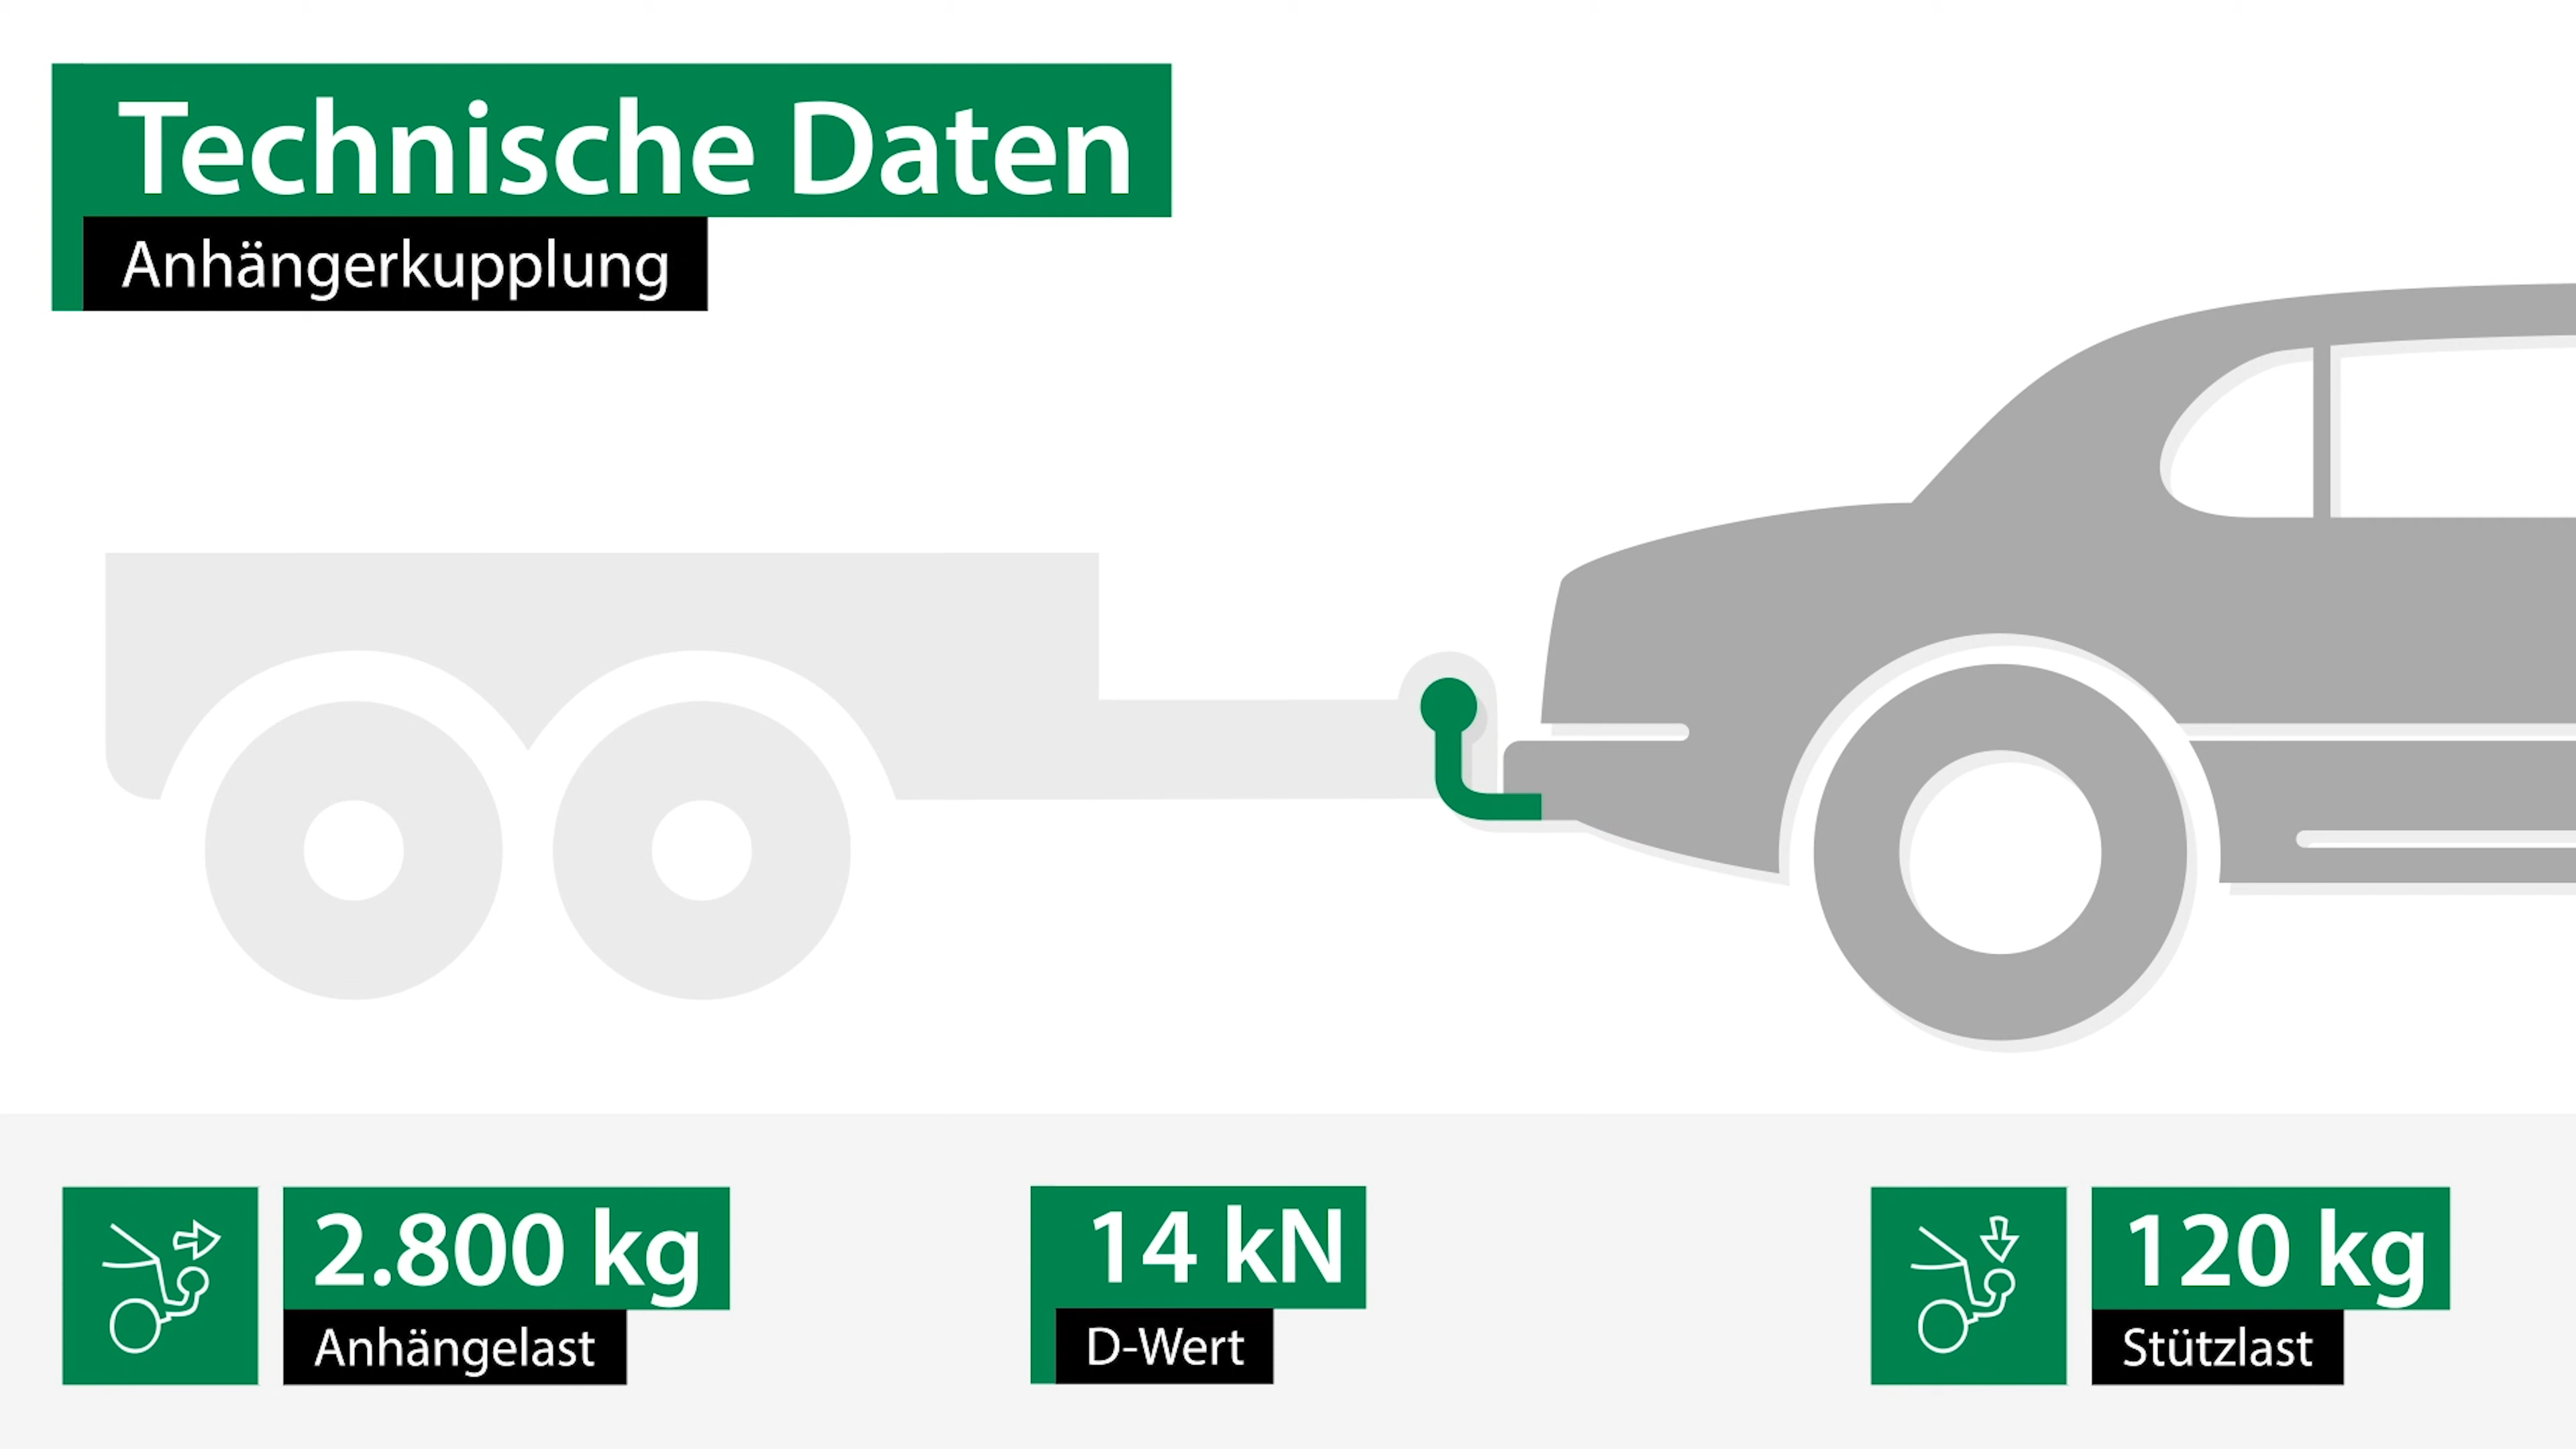 Technische Daten
Anhängerkupplung
2.800 kg
Anhängelast
14 kN
D-Wert
120 kg
Stützlast